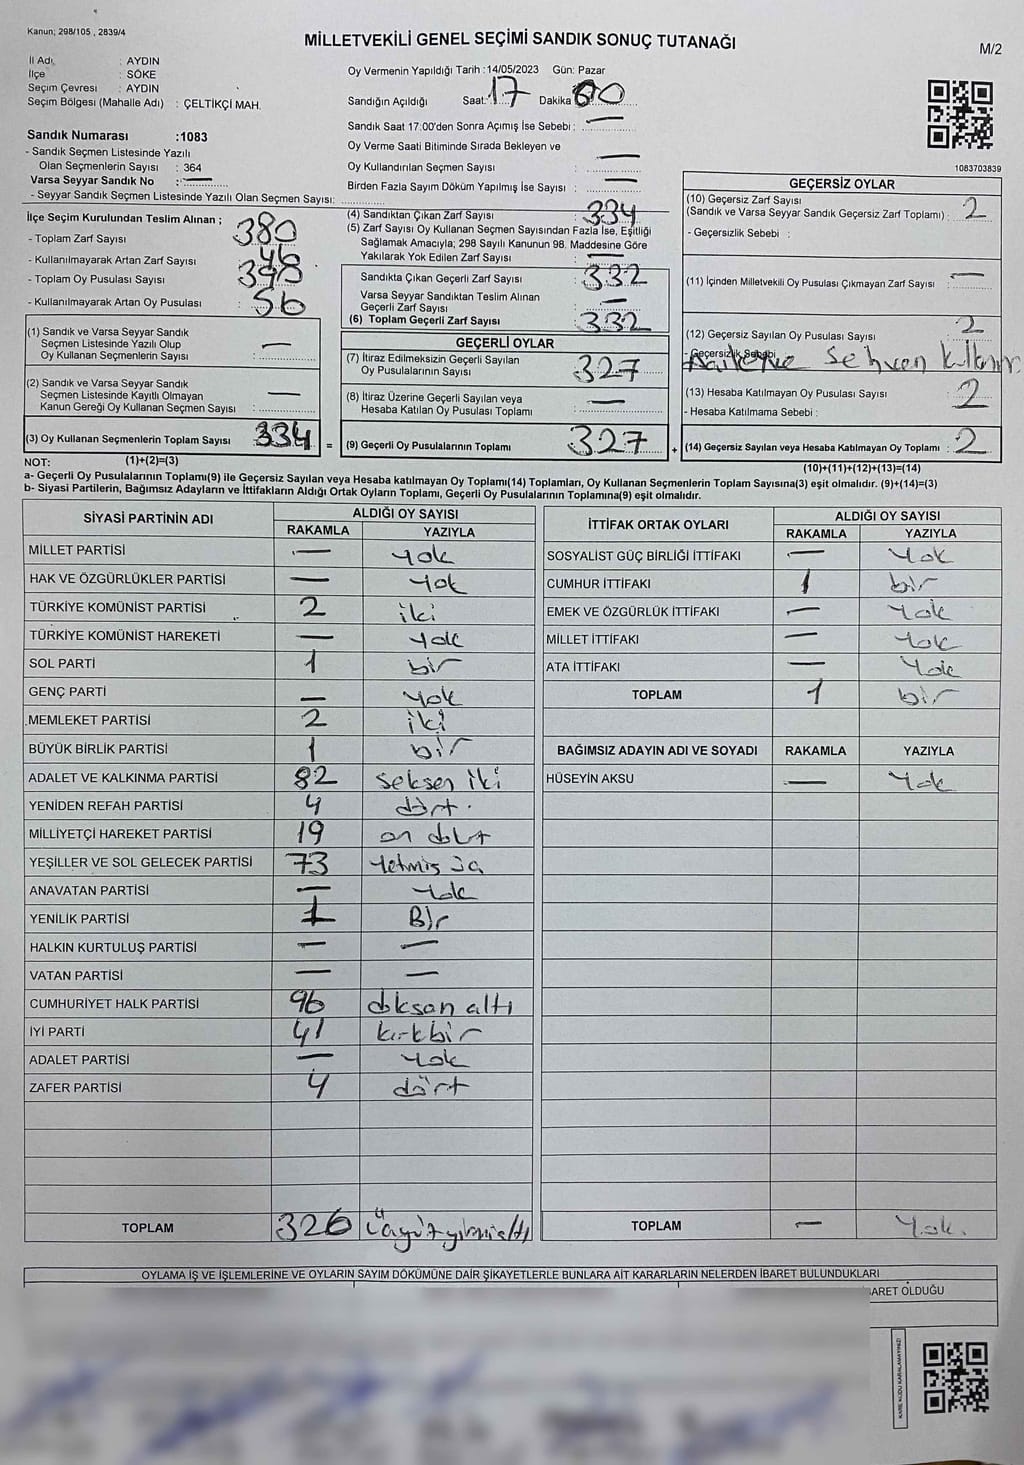 Kanun; 298/105 , 2839/4
MİLLETVEKİLİ GENEL SEÇİMİ SANDIK SONUÇ TUTANAĞI
M/2
İl Adı : AYDIN
İlçe : SÖKE
Seçim Çevresi : AYDIN
Seçim Bölgesi (Mahalle Adı) : ÇELTİKÇİ MAH.
Sandık Numarası :1083
- Sandık Seçmen Listesinde Yazılı
Olan Seçmenlerin Sayısı : 364
Varsa Seyyar Sandık No : —
- Seyyar Sandık Seçmen Listesinde Yazılı Olan Seçmen Sayısı:
Oy Vermenin Yapıldığı Tarih :14/05/2023 Gün: Pazar
Sandığın Açıldığı Saat: 17 Dakika 00
Sandık Saat 17:00'den Sonra Açımış İse Sebebi : —
Oy Verme Saati Bitiminde Sırada Bekleyen ve
Oy Kullandırılan Seçmen Sayısı : —
Birden Fazla Sayım Döküm Yapılmış İse Sayısı : —
1083703839
İlçe Seçim Kurulundan Teslim Alınan ;
- Toplam Zarf Sayısı : 380
- Kullanılmayarak Artan Zarf Sayısı : 46
- Toplam Oy Pusulası Sayısı :
- Kullanılmayarak Artan Oy Pusulası : 56
(1) Sandık ve Varsa Seyyar Sandık
Seçmen Listesinde Yazılı Olup
Oy Kullanan Seçmenlerin Sayısı : —
(2) Sandık ve Varsa Seyyar Sandık
Seçmen Listesinde Kayıtlı Olmayan
Kanun Gereği Oy Kullanan Seçmen Sayısı : —
(3) Oy Kullanan Seçmenlerin Toplam Sayısı : 334 =
(4) Sandıktan Çıkan Zarf Sayısı : 334
(5) Zarf Sayısı Oy Kullanan Seçmen Sayısından Fazla İse, Eşitliği
Sağlamak Amacıyla; 298 Sayılı Kanunun 98. Maddesine Göre
Yakılarak Yok Edilen Zarf Sayısı : —
Sandıkta Çıkan Geçerli Zarf Sayısı : 332
Varsa Seyyar Sandıktan Teslim Alınan
Geçerli Zarf Sayısı : —
(6) Toplam Geçerli Zarf Sayısı : 332
GEÇERLİ OYLAR
(7) İtiraz Edilmeksizin Geçerli Sayılan
Oy Pusulalarının Sayısı : 327
(8) İtiraz Üzerine Geçerli Sayılan veya
Hesaba Katılan Oy Pusulası Toplamı : —
(9) Geçerli Oy Pusulalarının Toplamı : 327 +
GEÇERSİZ OYLAR
(10) Geçersiz Zarf Sayısı
(Sandık ve Varsa Seyyar Sandık Geçersiz Zarf Toplamı) : 2
- Geçersizlik Sebebi :
(11) İçinden Milletvekili Oy Pusulası Çıkmayan Zarf Sayısı : —
(12) Geçersiz Sayılan Oy Pusulası Sayısı : 2
- Geçersizlik Sebebi sehven
(13) Hesaba Katılmayan Oy Pusulası Sayısı : 2
- Hesaba Katılmama Sebebi :
(14) Geçersiz Sayılan veya Hesaba Katılmayan Oy Toplamı : 2
NOT: (1)+(2)=(3)
(10)+(11)+(12)+(13)=(14)
a- Geçerli Oy Pusulalarının Toplamı(9) ile Geçersiz Sayılan veya Hesaba katılmayan Oy Toplamı(14) Toplamları, Oy Kullanan Seçmenlerin Toplam Sayısına(3) eşit olmalıdır. (9)+(14)=(3)
b- Siyasi Partilerin, Bağımsız Adayların ve İttifakların Aldığı Ortak Oyların Toplamı, Geçerli Oy Pusulalarının Toplamına(9) eşit olmalıdır.
SİYASİ PARTİNİN ADI ALDIĞI OY SAYISI
RAKAMLA YAZIYLA
MİLLET PARTİSİ — Yok
HAK VE ÖZGÜRLÜKLER PARTİSİ — Yok
TÜRKİYE KOMÜNİST PARTİSİ 2 iki
TÜRKİYE KOMÜNİST HAREKETİ — Yok
SOL PARTİ 1 bir
GENÇ PARTİ — Yok
MEMLEKET PARTİSİ 2 iki
BÜYÜK BİRLİK PARTİSİ 1 bir
ADALET VE KALKINMA PARTİSİ 82 seksen iki
YENİDEN REFAH PARTİSİ 4 dört
MİLLİYETÇİ HAREKET PARTİSİ 19 on
YEŞİLLER VE SOL GELECEK PARTİSİ 73 Yetmiş üç
ANAVATAN PARTİSİ — Yok
YENİLİK PARTİSİ 1 Bir
HALKIN KURTULUŞ PARTİSİ — —
VATAN PARTİSİ — —
CUMHURİYET HALK PARTİSİ 96 doksan altı
İYİ PARTİ 41 kırkbir
ADALET PARTİSİ — Yok
ZAFER PARTİSİ 4 dört
TOPLAM 326 üçyüzyirmialtı
İTTİFAK ORTAK OYLARI ALDIĞI OY SAYISI
RAKAMLA YAZIYLA
SOSYALİST GÜÇ BİRLİĞİ İTTİFAKI — Yok
CUMHUR İTTİFAKI 1 bir
EMEK VE ÖZGÜRLÜK İTTİFAKI — Yok
MİLLET İTTİFAKI — Yok
ATA İTTİFAKI — Yok
TOPLAM 1 bir
BAĞIMSIZ ADAYIN ADI VE SOYADI RAKAMLA YAZIYLA
HÜSEYİN AKSU — Yok
TOPLAM — Yok.
OYLAMA İŞ VE İŞLEMLERİNE VE OYLARIN SAYIM DÖKÜMÜNE DAİR ŞİKAYETLERLE BUNLARA AİT KARARLARIN NELERDEN İBARET BULUNDUKLARI
BARET OLDUĞU
KARE KODU KARALAMAYINIZ!